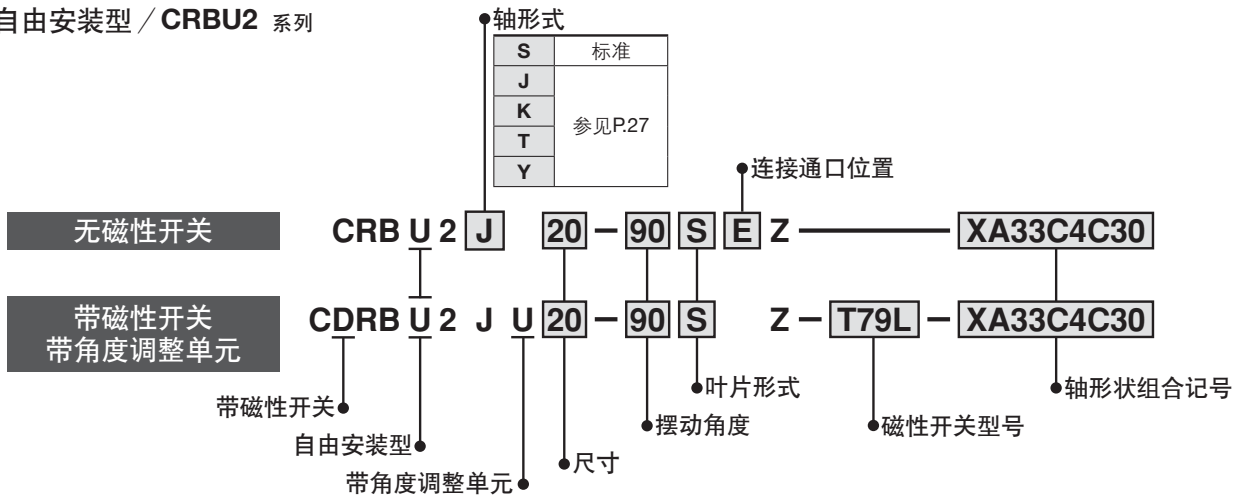 自由安装型／CRBU2 系列
轴形式
S 标准
J
K
T
Y
参见P.27
连接通口位置
无磁性开关 CRB U 2 J 20 − 90 S E Z XA33C4C30
带磁性开关
带角度调整单元
CDRB U 2 J U 20 − 90 S Z − T79L − XA33C4C30
叶片形式
轴形状组合记号
带磁性开关
摆动角度
磁性开关型号
自由安装型
尺寸
带角度调整单元